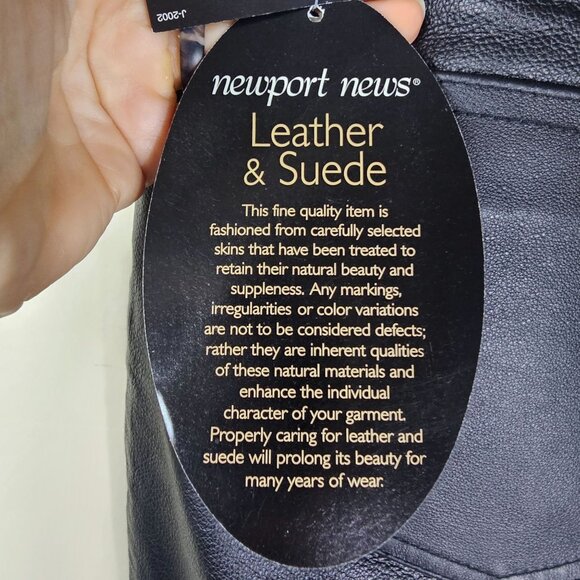 J-2002
newport news®
Leather
& Suede
This fine quality item is
fashioned from carefully selected
skins that have been treated to
retain their natural beauty and
suppleness. Any markings,
irregularities or color variations
are not to be considered defects;
rather they are inherent qualities
of these natural materials and
enhance the individual
character of your garment.
Properly caring for leather and
suede will prolong its beauty for
many years of wear.